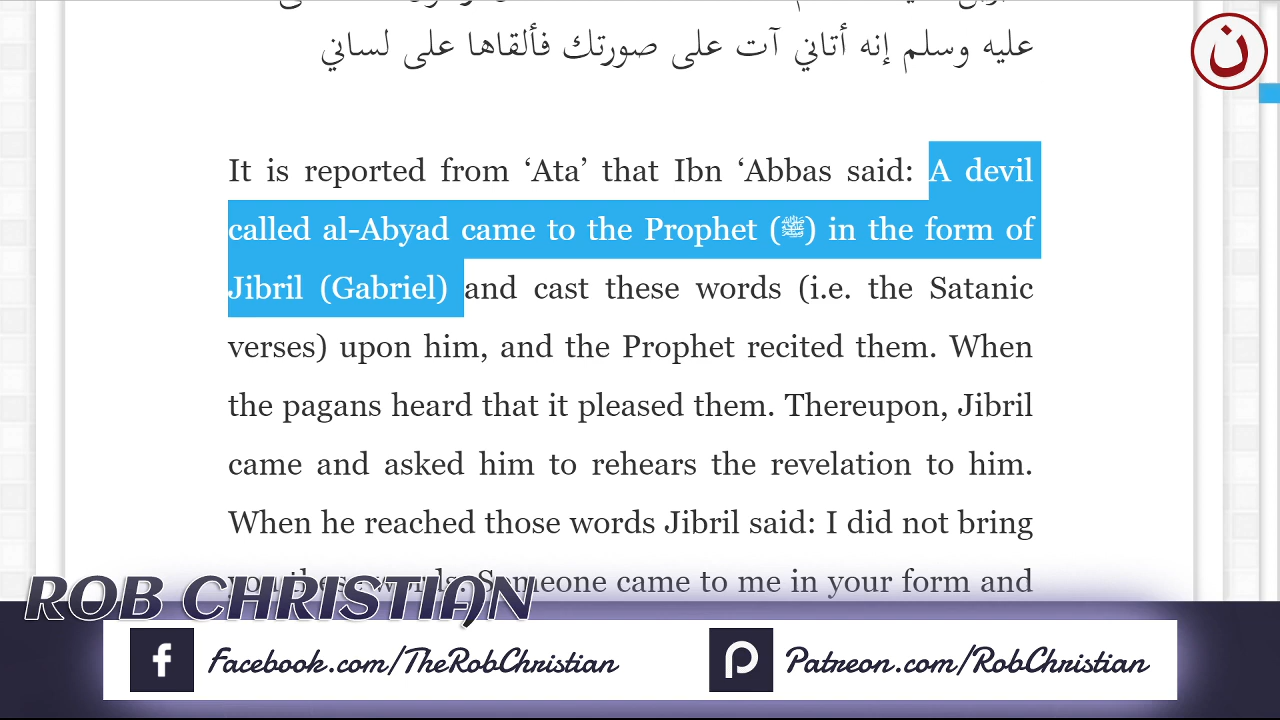 عليه وسلم إنه أتاني آت على صورتك فألقاها على لساني
ن
It is reported from ‘Ata’ that Ibn ‘Abbas said: A devil
called al-Abyad came to the Prophet (ﷺ) in the form of
Jibril (Gabriel) and cast these words (i.e. the Satanic
verses) upon him, and the Prophet recited them. When
the pagans heard that it pleased them. Thereupon, Jibril
came and asked him to rehears the revelation to him.
When he reached those words Jibril said: I did not bring
you these words. Someone came to me in your form and
ROB CHRISTIAN
Facebook.com/TheRobChristian
Patreon.com/RobChristian